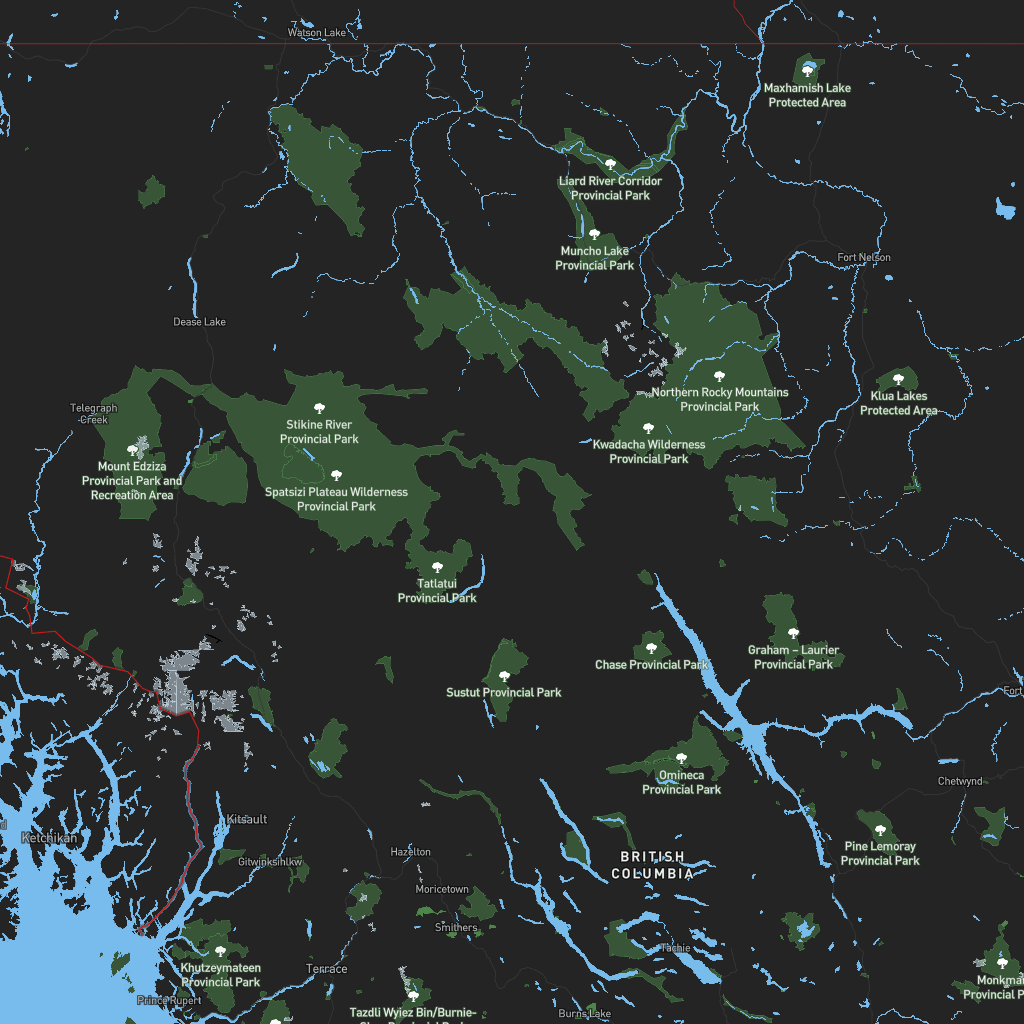 Watson Lake
Maxhamish Lake
Protected Area
Liard River Corridor
Provincial Park
Muncho Lake
Provincial Park
Fort Nelson
Dease Lake
Northern Rocky Mountains
Provincial Park
Klua Lakes
Protected Area
Telegraph
Creek
Stikine River
Provincial Park
Kwadacha Wilderness
Provincial Park
Mount Edziza
Provincial Park and
Recreation Area
Spatsizi Plateau Wilderness
Provincial Park
Tatlatui
Provincial Park
Graham – Laurier
Provincial Park
Chase Provincial Park
Sustut Provincial Park
Fort
Omineca
Provincial Park
Chetwynd
Kitsault
Ketchikan
Pine Lemoray
Provincial Park
Hazelton
Gitwinksihlkw
BRITISH
COLUMBIA
Moricetown
Smithers
Tachie
Khutzeymateen
Provincial Park
Terrace
Monkma
Provincial P
Prince Rupert
Tazdli Wyiez Bin/Burnie-
Burns Lake